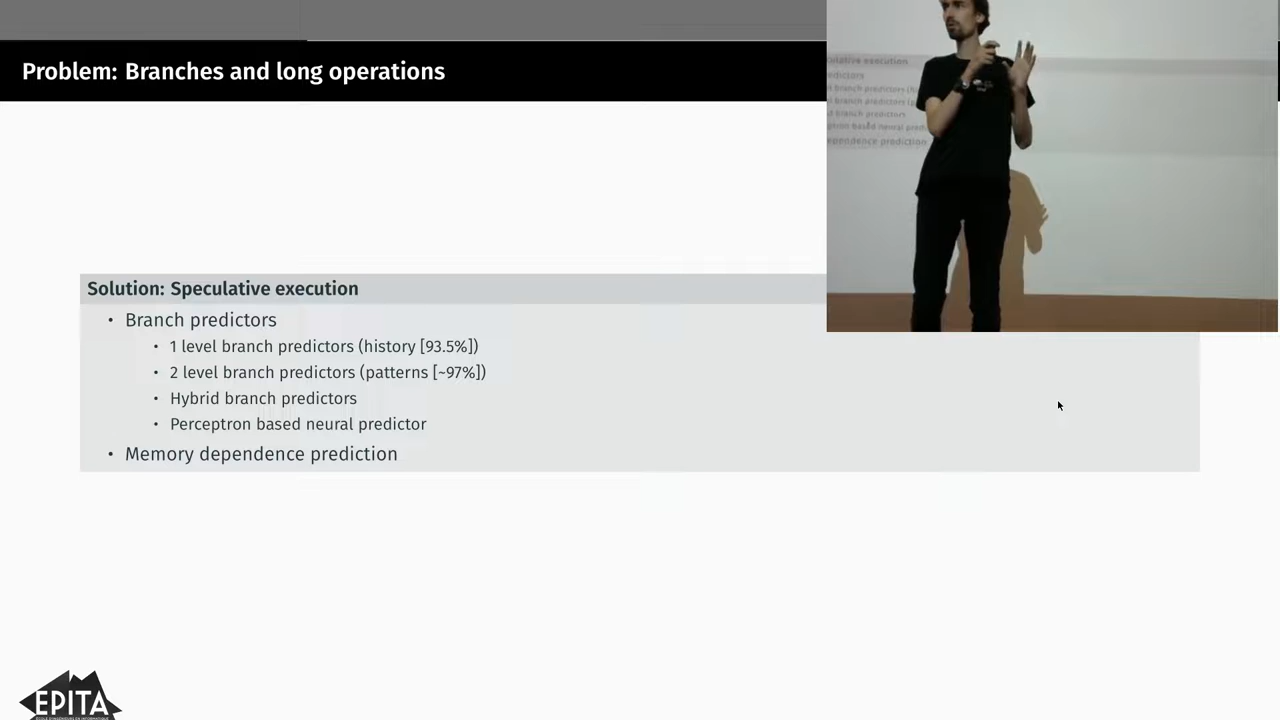 Problem: Branches and long operations
Solution: Speculative execution
• Branch predictors
• 1 level branch predictors (history [93.5%])
• 2 level branch predictors (patterns [~97%])
• Hybrid branch predictors
• Perceptron based neural predictor
• Memory dependence prediction
EPITA